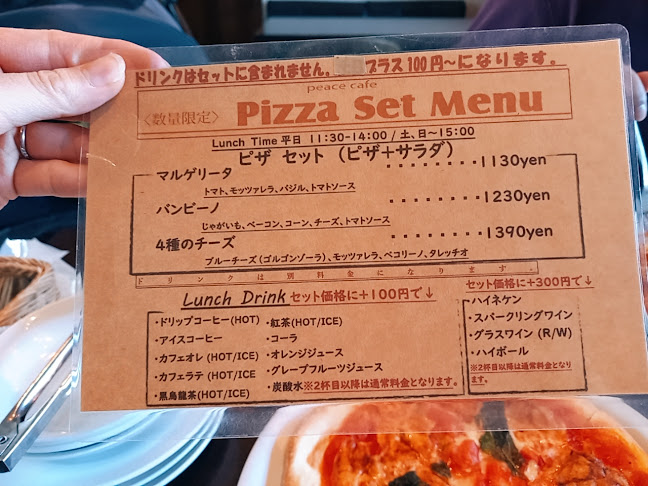 ドリンクはセットに含まれません。 プラス100円〜になります。
peace cafe
〈数量限定〉 Pizza Set Menu
Lunch Time 平日 11:30-14:00 / 土、日〜15:00
ピザ セット (ピザ+サラダ)
マルゲリータ ・・・・・・・・1130yen
トマト、モッツァレラ、バジル、トマトソース
バンビーノ ・・・・・・・・1230yen
じゃがいも、ベーコン、コーン、チーズ、トマトソース
4種のチーズ ・・・・・・・・1390yen
ブルーチーズ(ゴルゴンゾーラ)、モッツァレラ、ペコリーノ、タレッチオ
ドリンクは別料金になります。
Lunch Drink セット価格に+100円で↓
・ドリップコーヒー(HOT)
・アイスコーヒー
・カフェオレ (HOT/ICE)
・カフェラテ (HOT/ICE
・黒烏龍茶(HOT/ICE)
・紅茶(HOT/ICE)
・コーラ
・オレンジジュース
・グレープフルーツジュース
・炭酸水※2杯目以降は通常料金となります。
セット価格に+300円で↓
・ハイネケン
・スパークリングワイン
・グラスワイン (R/W)
・ハイボール
※2杯目以降は通常料金となり
ます。